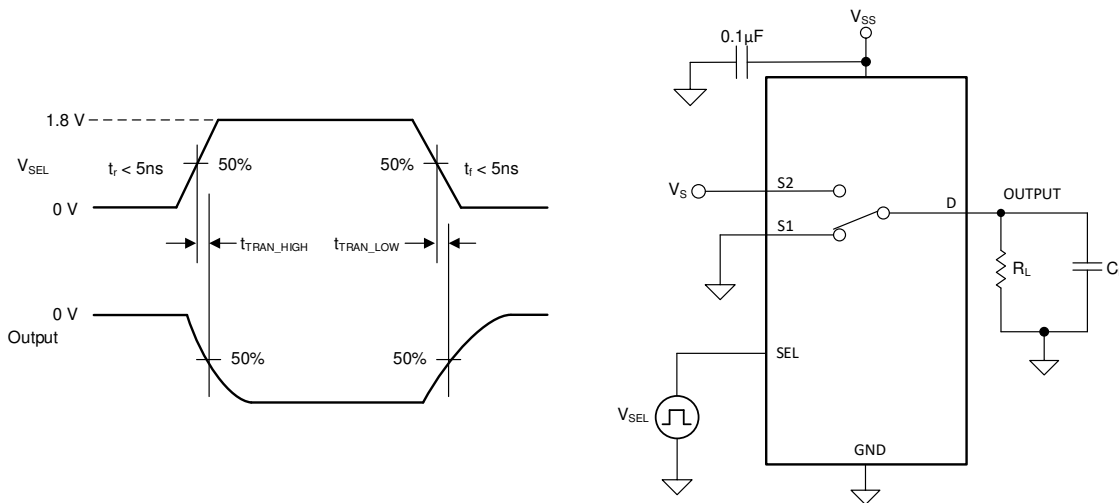 1.8 V
V_SEL
t_r < 5ns
50%
50%
t_f < 5ns
0 V
t_TRAN_HIGH
t_TRAN_LOW
0 V
Output
50%
50%
V_SS
0.1µF
V_S
S2
S1
D
OUTPUT
R_L
C
SEL
V_SEL
GND